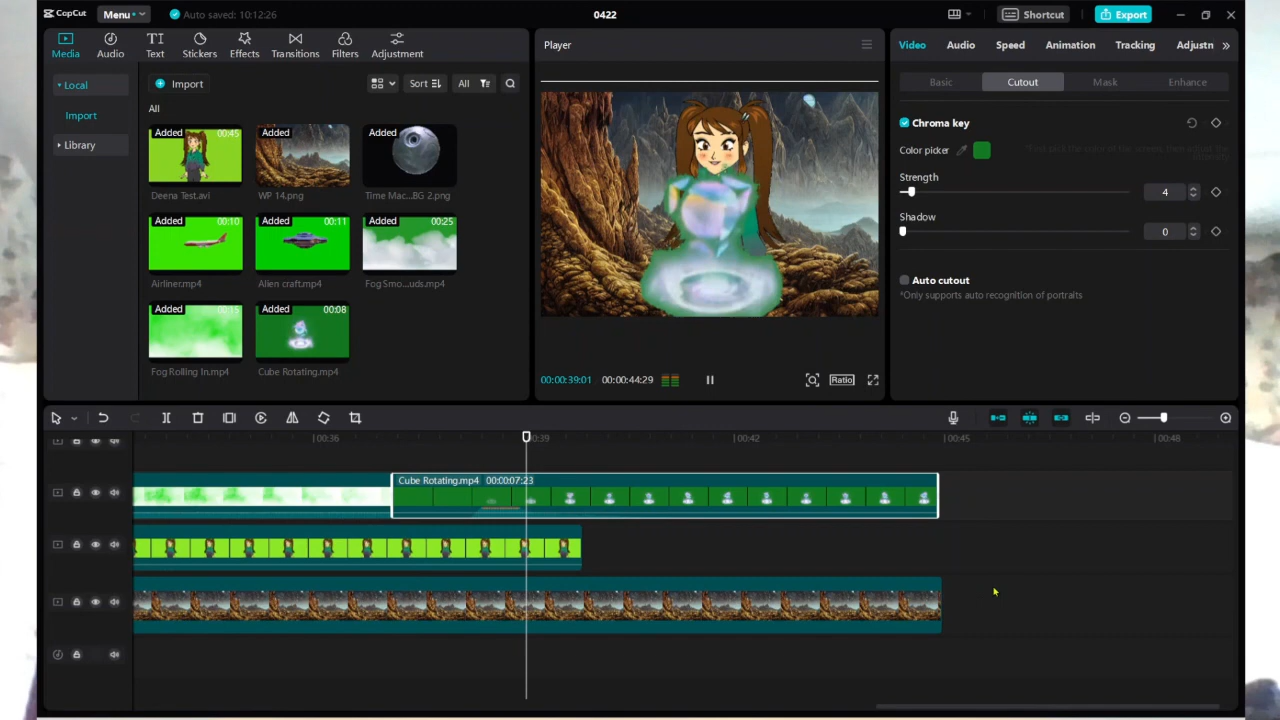 CapCut Menu Auto saved: 10:12:26 0422 Shortcut Export
Media Audio Text Stickers Effects Transitions Filters Adjustment
Local
Import
Library
Import Sort All
All
Added 00:45 Added Added
Deena Test.avi WP 14.png Time Mac...BG 2.png
Added 00:10 Added 00:11 Added 00:25
Airliner.mp4 Alien craft.mp4 Fog Smo...uds.mp4
Added 00:15 Added 00:08
Fog Rolling In.mp4 Cube Rotating.mp4
Player
00:00:39:01 00:00:44:29 Ratio
Video Audio Speed Animation Tracking Adjustn
Basic Cutout Mask Enhance
Chroma key
Color picker
Strength
4
Shadow
0
Auto cutout
*Only supports auto recognition of portraits
00:36 00:39 00:42 00:45 00:48
Cube Rotating.mp4 00:00:07:23